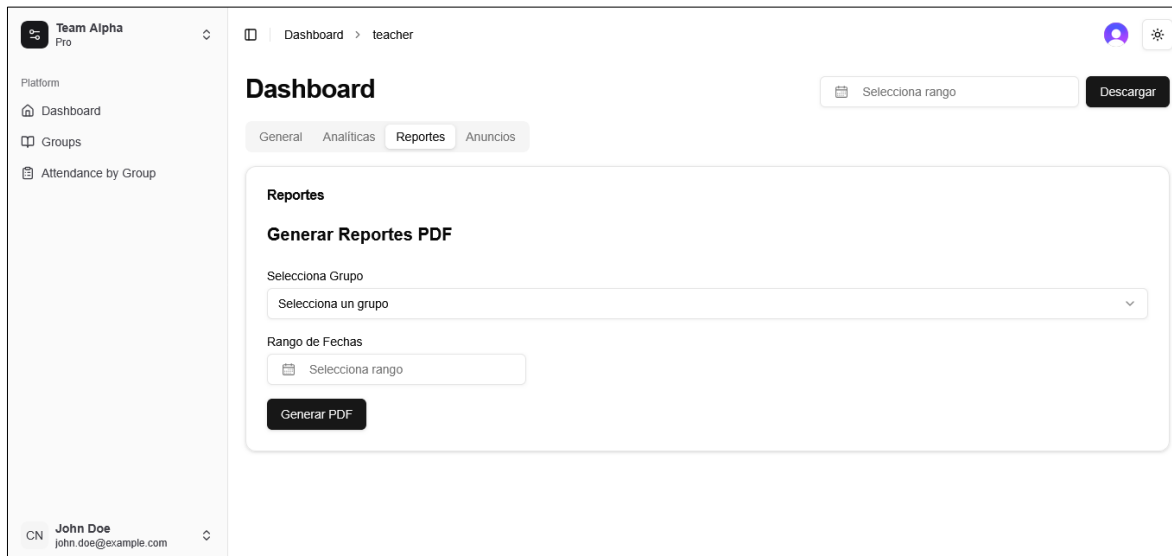 Team Alpha
Pro
Platform
Dashboard
Groups
Attendance by Group
CN
John Doe
john.doe@example.com
Dashboard > teacher
Dashboard
Selecciona rango
Descargar
General Analíticas Reportes Anuncios
Reportes
Generar Reportes PDF
Selecciona Grupo
Selecciona un grupo
Rango de Fechas
Selecciona rango
Generar PDF